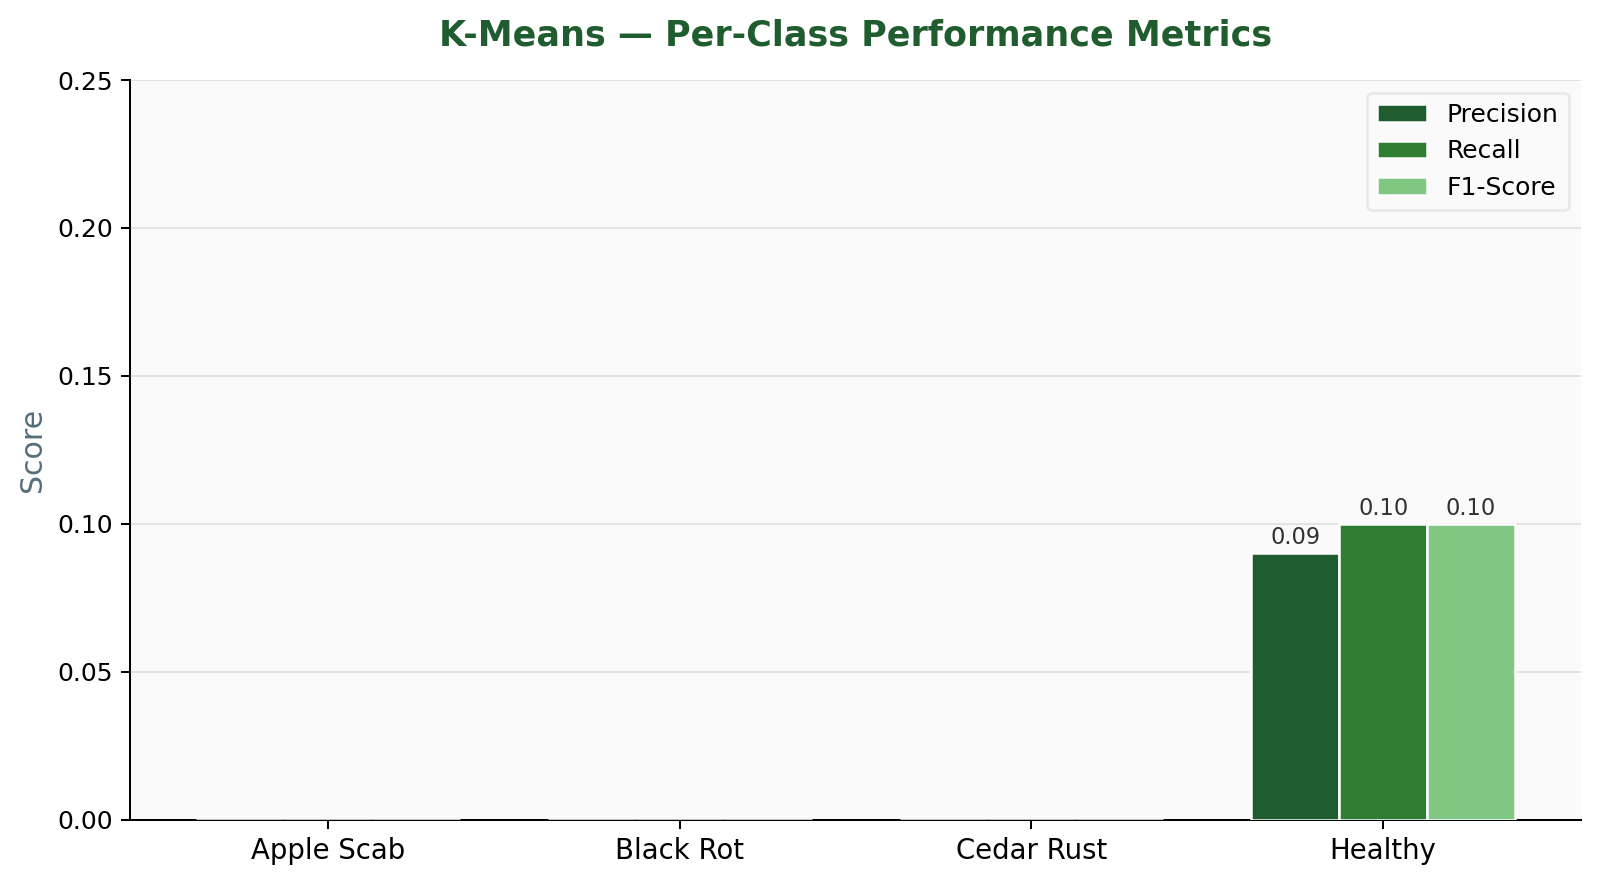 K-Means — Per-Class Performance Metrics
0.25
0.20
0.15
0.10
0.05
0.00
Score
Precision
Recall
F1-Score
0.09
0.10
0.10
Apple Scab
Black Rot
Cedar Rust
Healthy